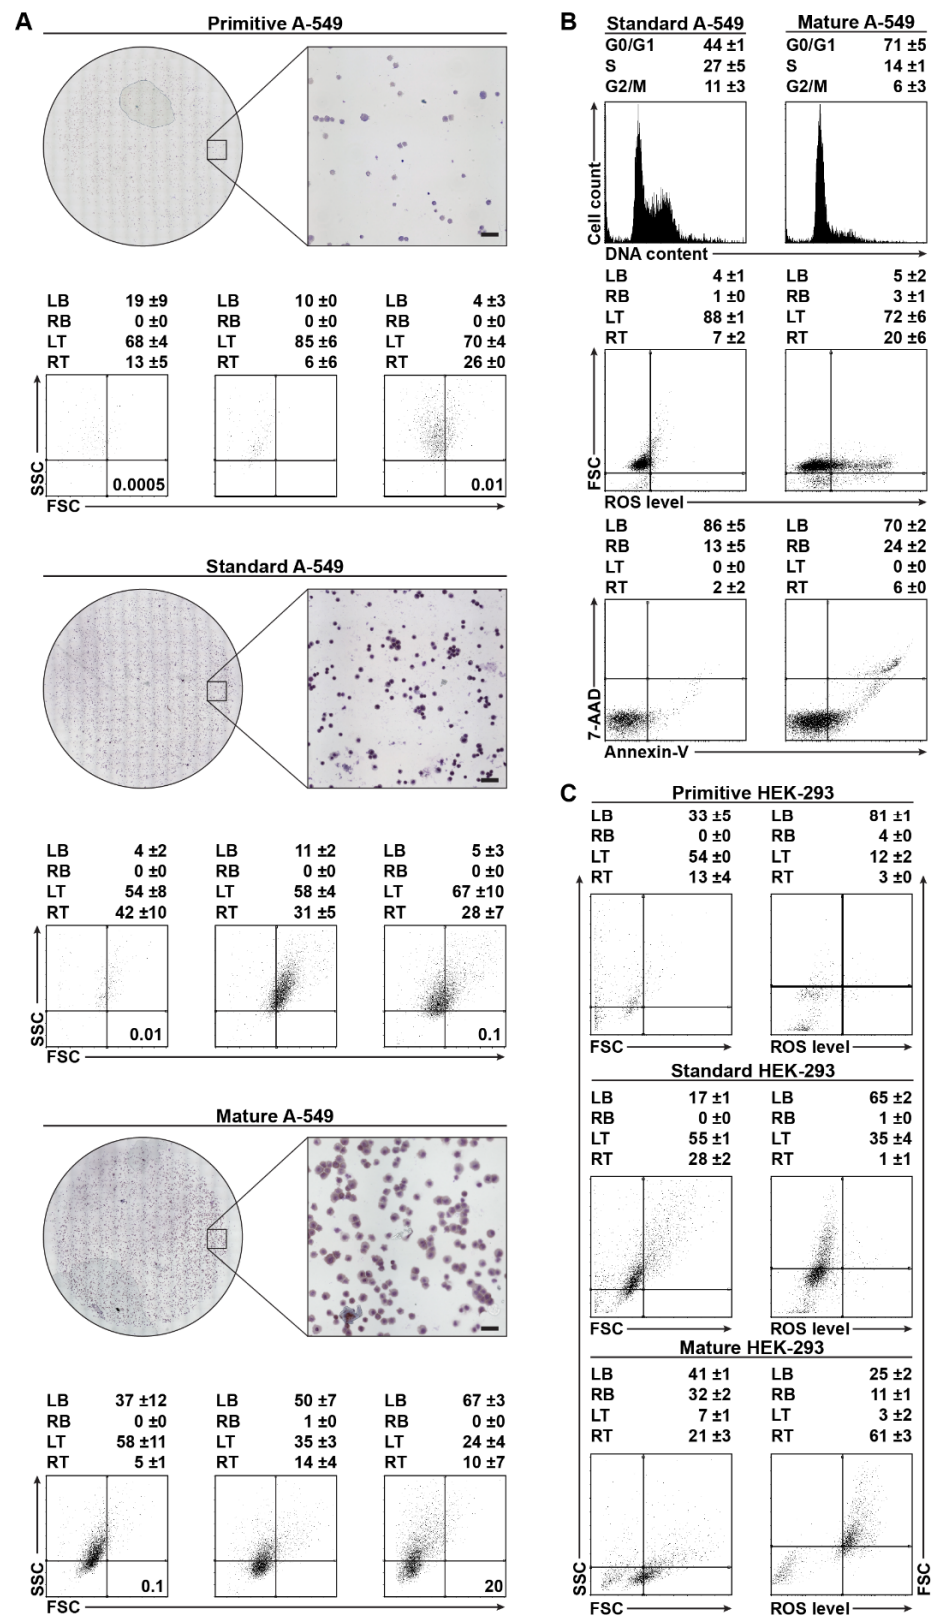 A
Primitive A-549
LB 19 ±9
RB 0 ±0
LT 68 ±4
RT 13 ±5
LB 10 ±0
RB 0 ±0
LT 85 ±6
RT 6 ±6
LB 4 ±3
RB 0 ±0
LT 70 ±4
RT 26 ±0
SSC
0.0005
0.01
FSC
Standard A-549
LB 4 ±2
RB 0 ±0
LT 54 ±8
RT 42 ±10
LB 11 ±2
RB 0 ±0
LT 58 ±4
RT 31 ±5
LB 5 ±3
RB 0 ±0
LT 67 ±10
RT 28 ±7
SSC
0.01
0.1
FSC
Mature A-549
LB 37 ±12
RB 0 ±0
LT 58 ±11
RT 5 ±1
LB 50 ±7
RB 1 ±0
LT 35 ±3
RT 14 ±4
LB 67 ±3
RB 0 ±0
LT 24 ±4
RT 10 ±7
SSC
0.1
20
FSC
B
Standard A-549
Mature A-549
G0/G1 44 ±1
S 27 ±5
G2/M 11 ±3
G0/G1 71 ±5
S 14 ±1
G2/M 6 ±3
Cell count
DNA content
LB 4 ±1
RB 1 ±0
LT 88 ±1
RT 7 ±2
LB 5 ±2
RB 3 ±1
LT 72 ±6
RT 20 ±6
FSC
ROS level
LB 86 ±5
RB 13 ±5
LT 0 ±0
RT 2 ±2
LB 70 ±2
RB 24 ±2
LT 0 ±0
RT 6 ±0
7-AAD
Annexin-V
C
Primitive HEK-293
LB 33 ±5
RB 0 ±0
LT 54 ±0
RT 13 ±4
LB 81 ±1
RB 4 ±0
LT 12 ±2
RT 3 ±0
FSC
ROS level
Standard HEK-293
LB 17 ±1
RB 0 ±0
LT 55 ±1
RT 28 ±2
LB 65 ±2
RB 1 ±0
LT 35 ±4
RT 1 ±1
FSC
ROS level
Mature HEK-293
LB 41 ±1
RB 32 ±2
LT 7 ±1
RT 21 ±3
LB 25 ±2
RB 11 ±1
LT 3 ±2
RT 61 ±3
SSC
FSC
FSC
ROS level